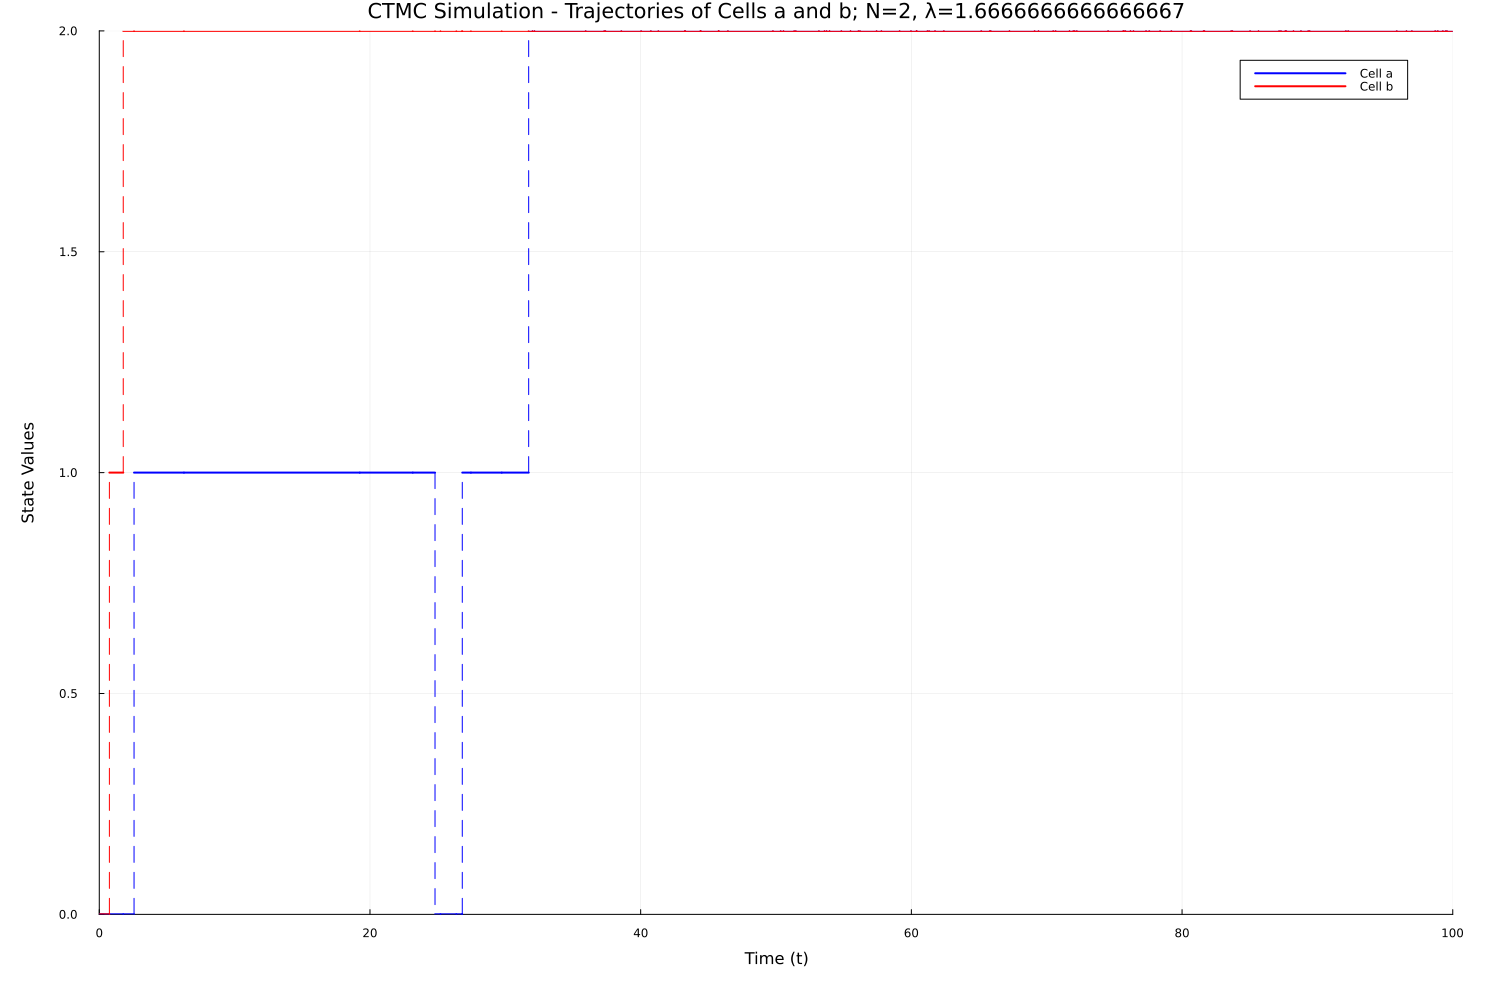 CTMC Simulation - Trajectories of Cells a and b; N=2, λ=1.6666666666666667
2.0
Cell a
Cell b
1.5
State Values
1.0
0.5
0.0
0 20 40 60 80 100
Time (t)